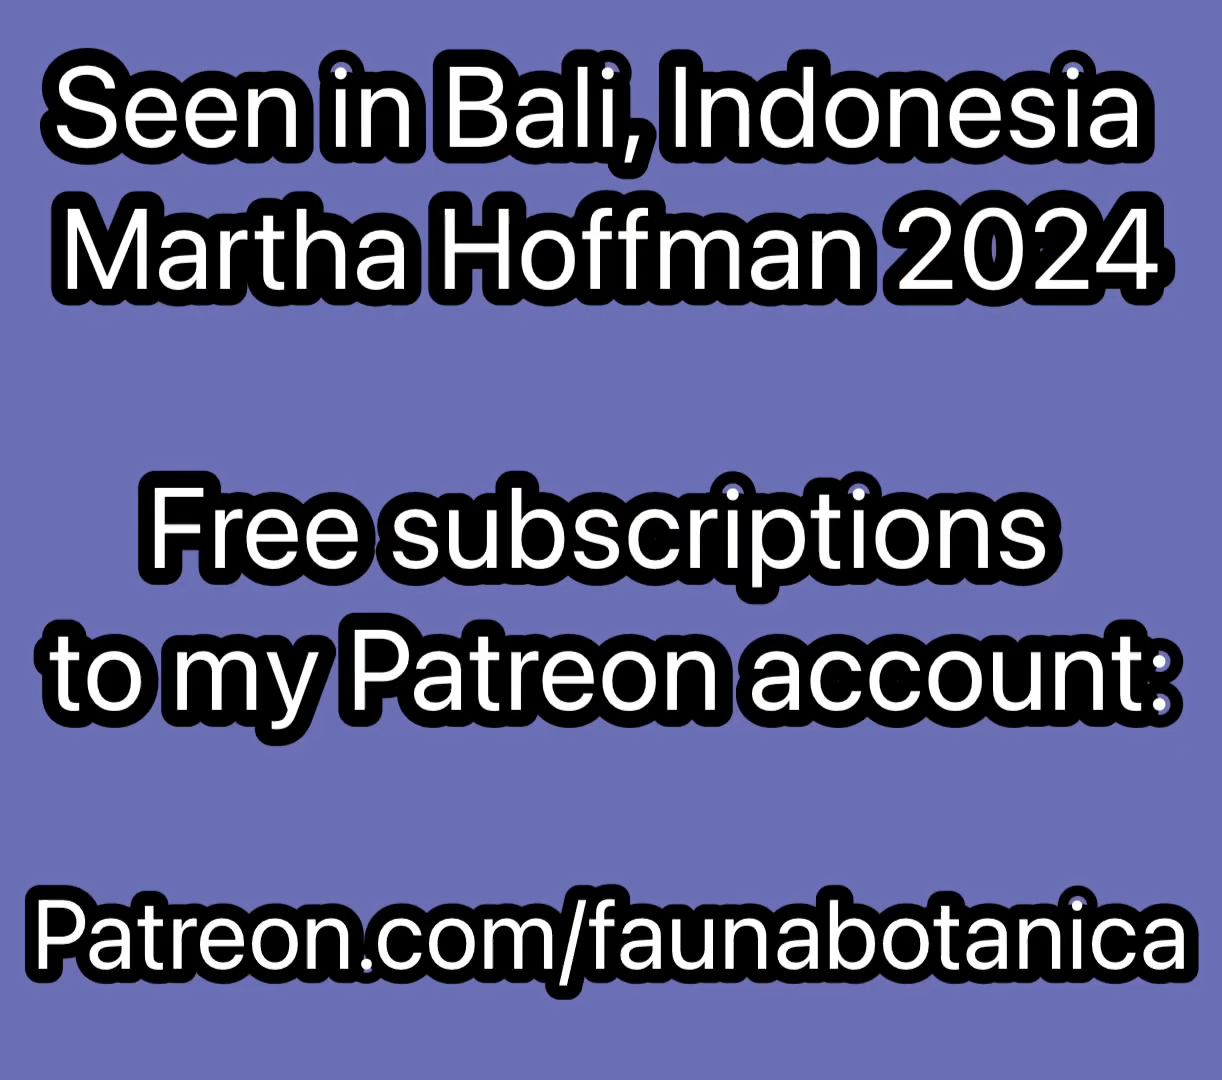 Seen in Bali, Indonesia
Martha Hoffman 2024
Free subscriptions
to my Patreon account:
Patreon.com/faunabotanica